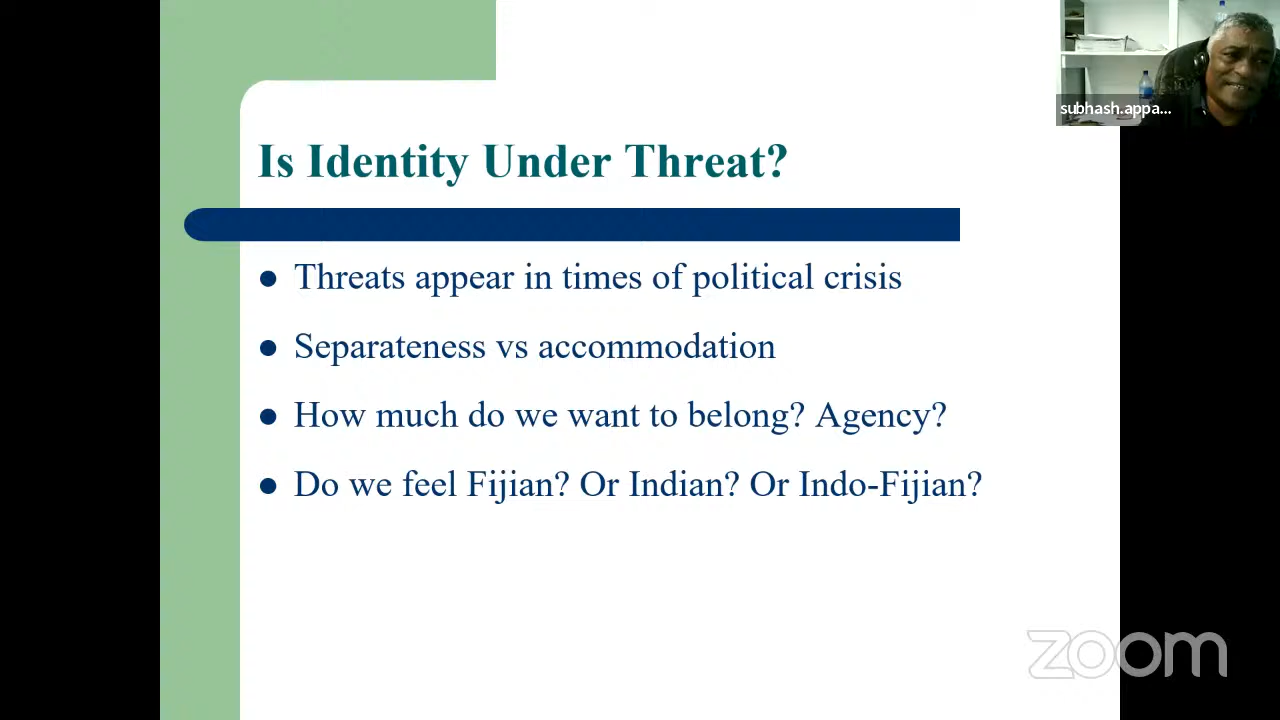 subhash.appa...
Is Identity Under Threat?
● Threats appear in times of political crisis
● Separateness vs accommodation
● How much do we want to belong? Agency?
● Do we feel Fijian? Or Indian? Or Indo-Fijian?
zoom